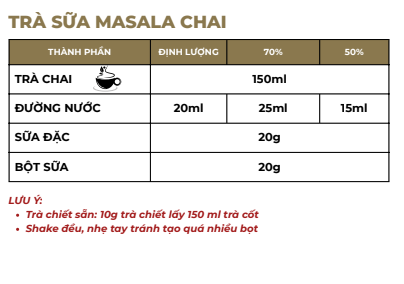 TRÀ SỮA MASALA CHAI
THÀNH PHẦN ĐỊNH LƯỢNG 70% 50%
TRÀ CHAI 150ml
ĐƯỜNG NƯỚC 20ml 25ml 15ml
SỮA ĐẶC 20g
BỘT SỮA 20g
LƯU Ý:
• Trà chiết sẵn: 10g trà chiết lấy 150 ml trà cốt
• Shake đều, nhẹ tay tránh tạo quá nhiều bọt